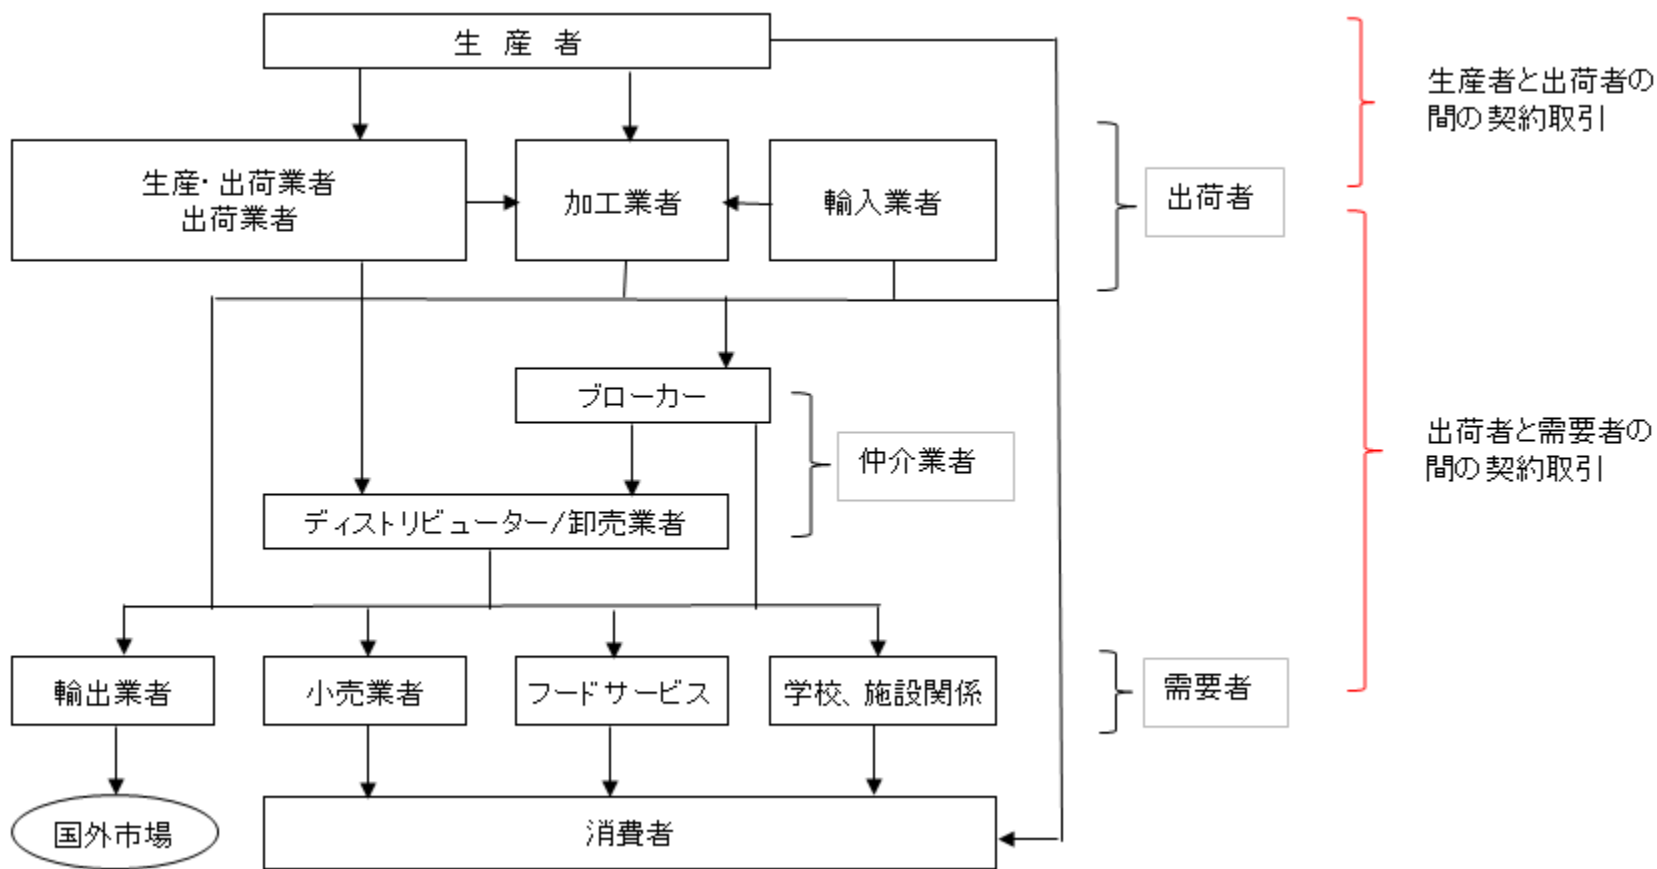 生 産 者
生産者と出荷者の
間の契約取引
生産・出荷業者
出荷業者
加工業者
輸入業者
出荷者
ブローカー
仲介業者
出荷者と需要者の
間の契約取引
ディストリビューター/卸売業者
輸出業者
小売業者
フードサービス
学校、施設関係
需要者
国外市場
消費者